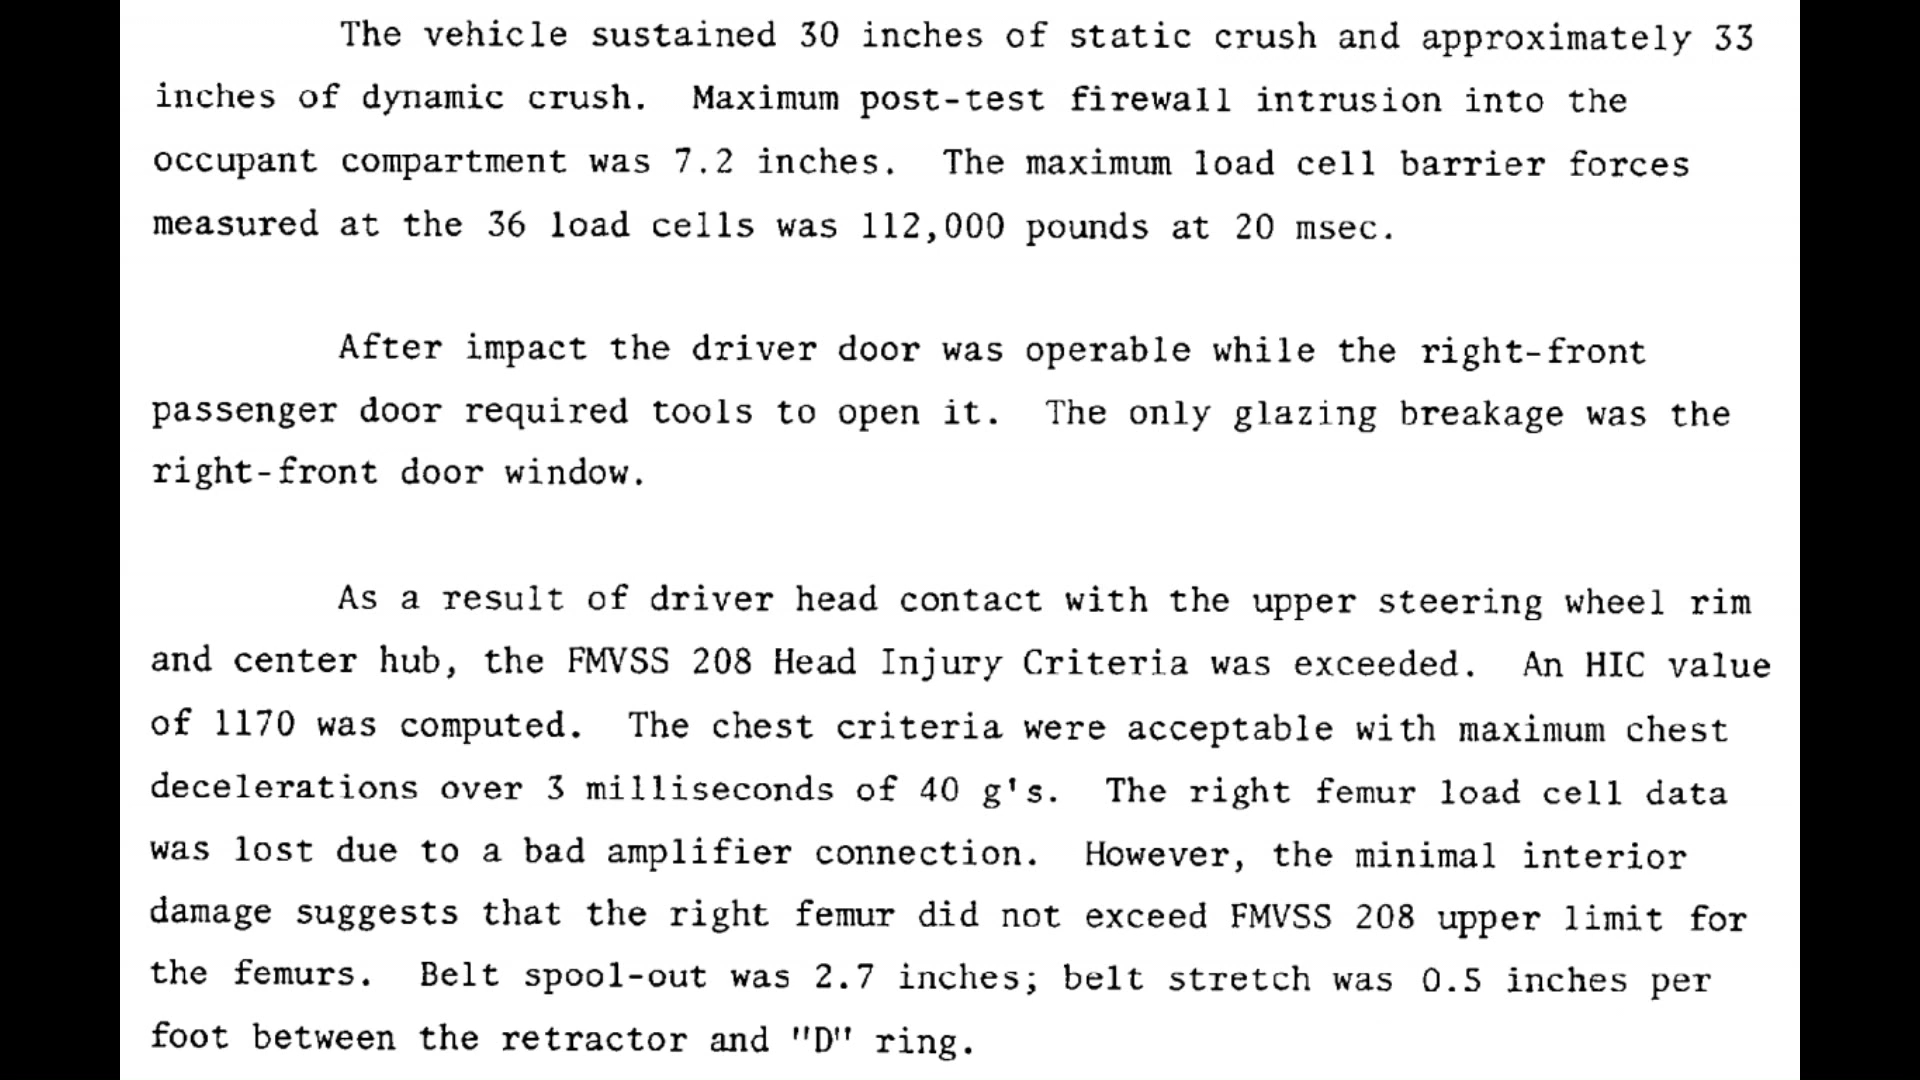 The vehicle sustained 30 inches of static crush and approximately 33
inches of dynamic crush. Maximum post-test firewall intrusion into the
occupant compartment was 7.2 inches. The maximum load cell barrier forces
measured at the 36 load cells was 112,000 pounds at 20 msec.
After impact the driver door was operable while the right-front
passenger door required tools to open it. The only glazing breakage was the
right-front door window.
As a result of driver head contact with the upper steering wheel rim
and center hub, the FMVSS 208 Head Injury Criteria was exceeded. An HIC value
of 1170 was computed. The chest criteria were acceptable with maximum chest
decelerations over 3 milliseconds of 40 g's. The right femur load cell data
was lost due to a bad amplifier connection. However, the minimal interior
damage suggests that the right femur did not exceed FMVSS 208 upper limit for
the femurs. Belt spool-out was 2.7 inches; belt stretch was 0.5 inches per
foot between the retractor and "D" ring.